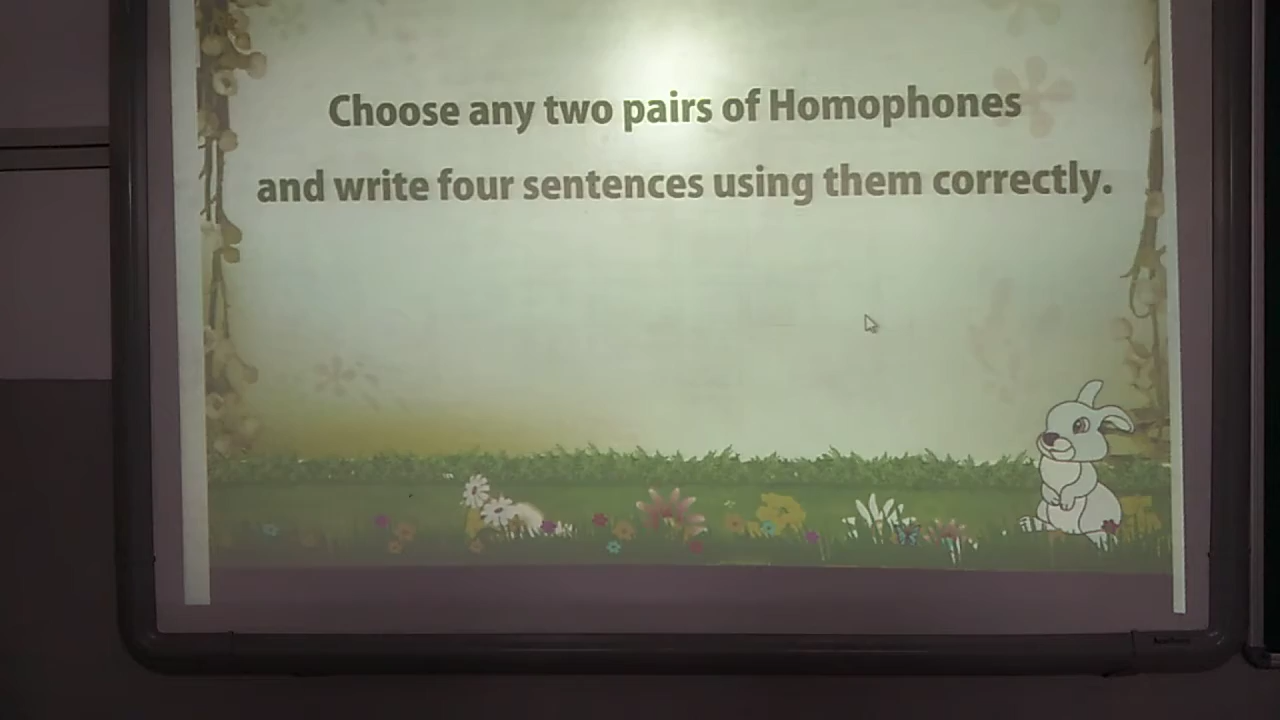 Choose any two pairs of Homophones
and write four sentences using them correctly.